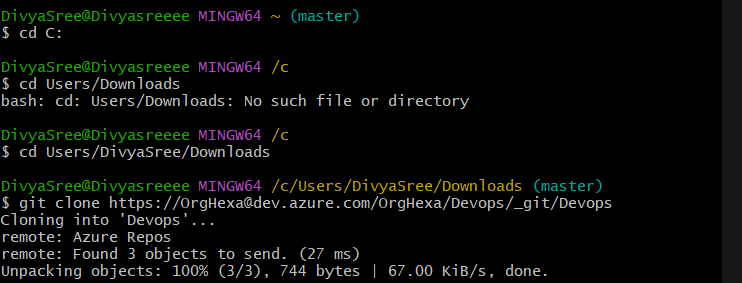 DivyaSree@Divyasreeee MINGW64 ~ (master)
$ cd C:
DivyaSree@Divyasreeee MINGW64 /c
$ cd Users/Downloads
bash: cd: Users/Downloads: No such file or directory
DivyaSree@Divyasreeee MINGW64 /c
$ cd Users/DivyaSree/Downloads
DivyaSree@Divyasreeee MINGW64 /c/Users/DivyaSree/Downloads (master)
$ git clone https://OrgHexa@dev.azure.com/OrgHexa/Devops/_git/Devops
Cloning into 'Devops'...
remote: Azure Repos
remote: Found 3 objects to send. (27 ms)
Unpacking objects: 100% (3/3), 744 bytes | 67.00 KiB/s, done.